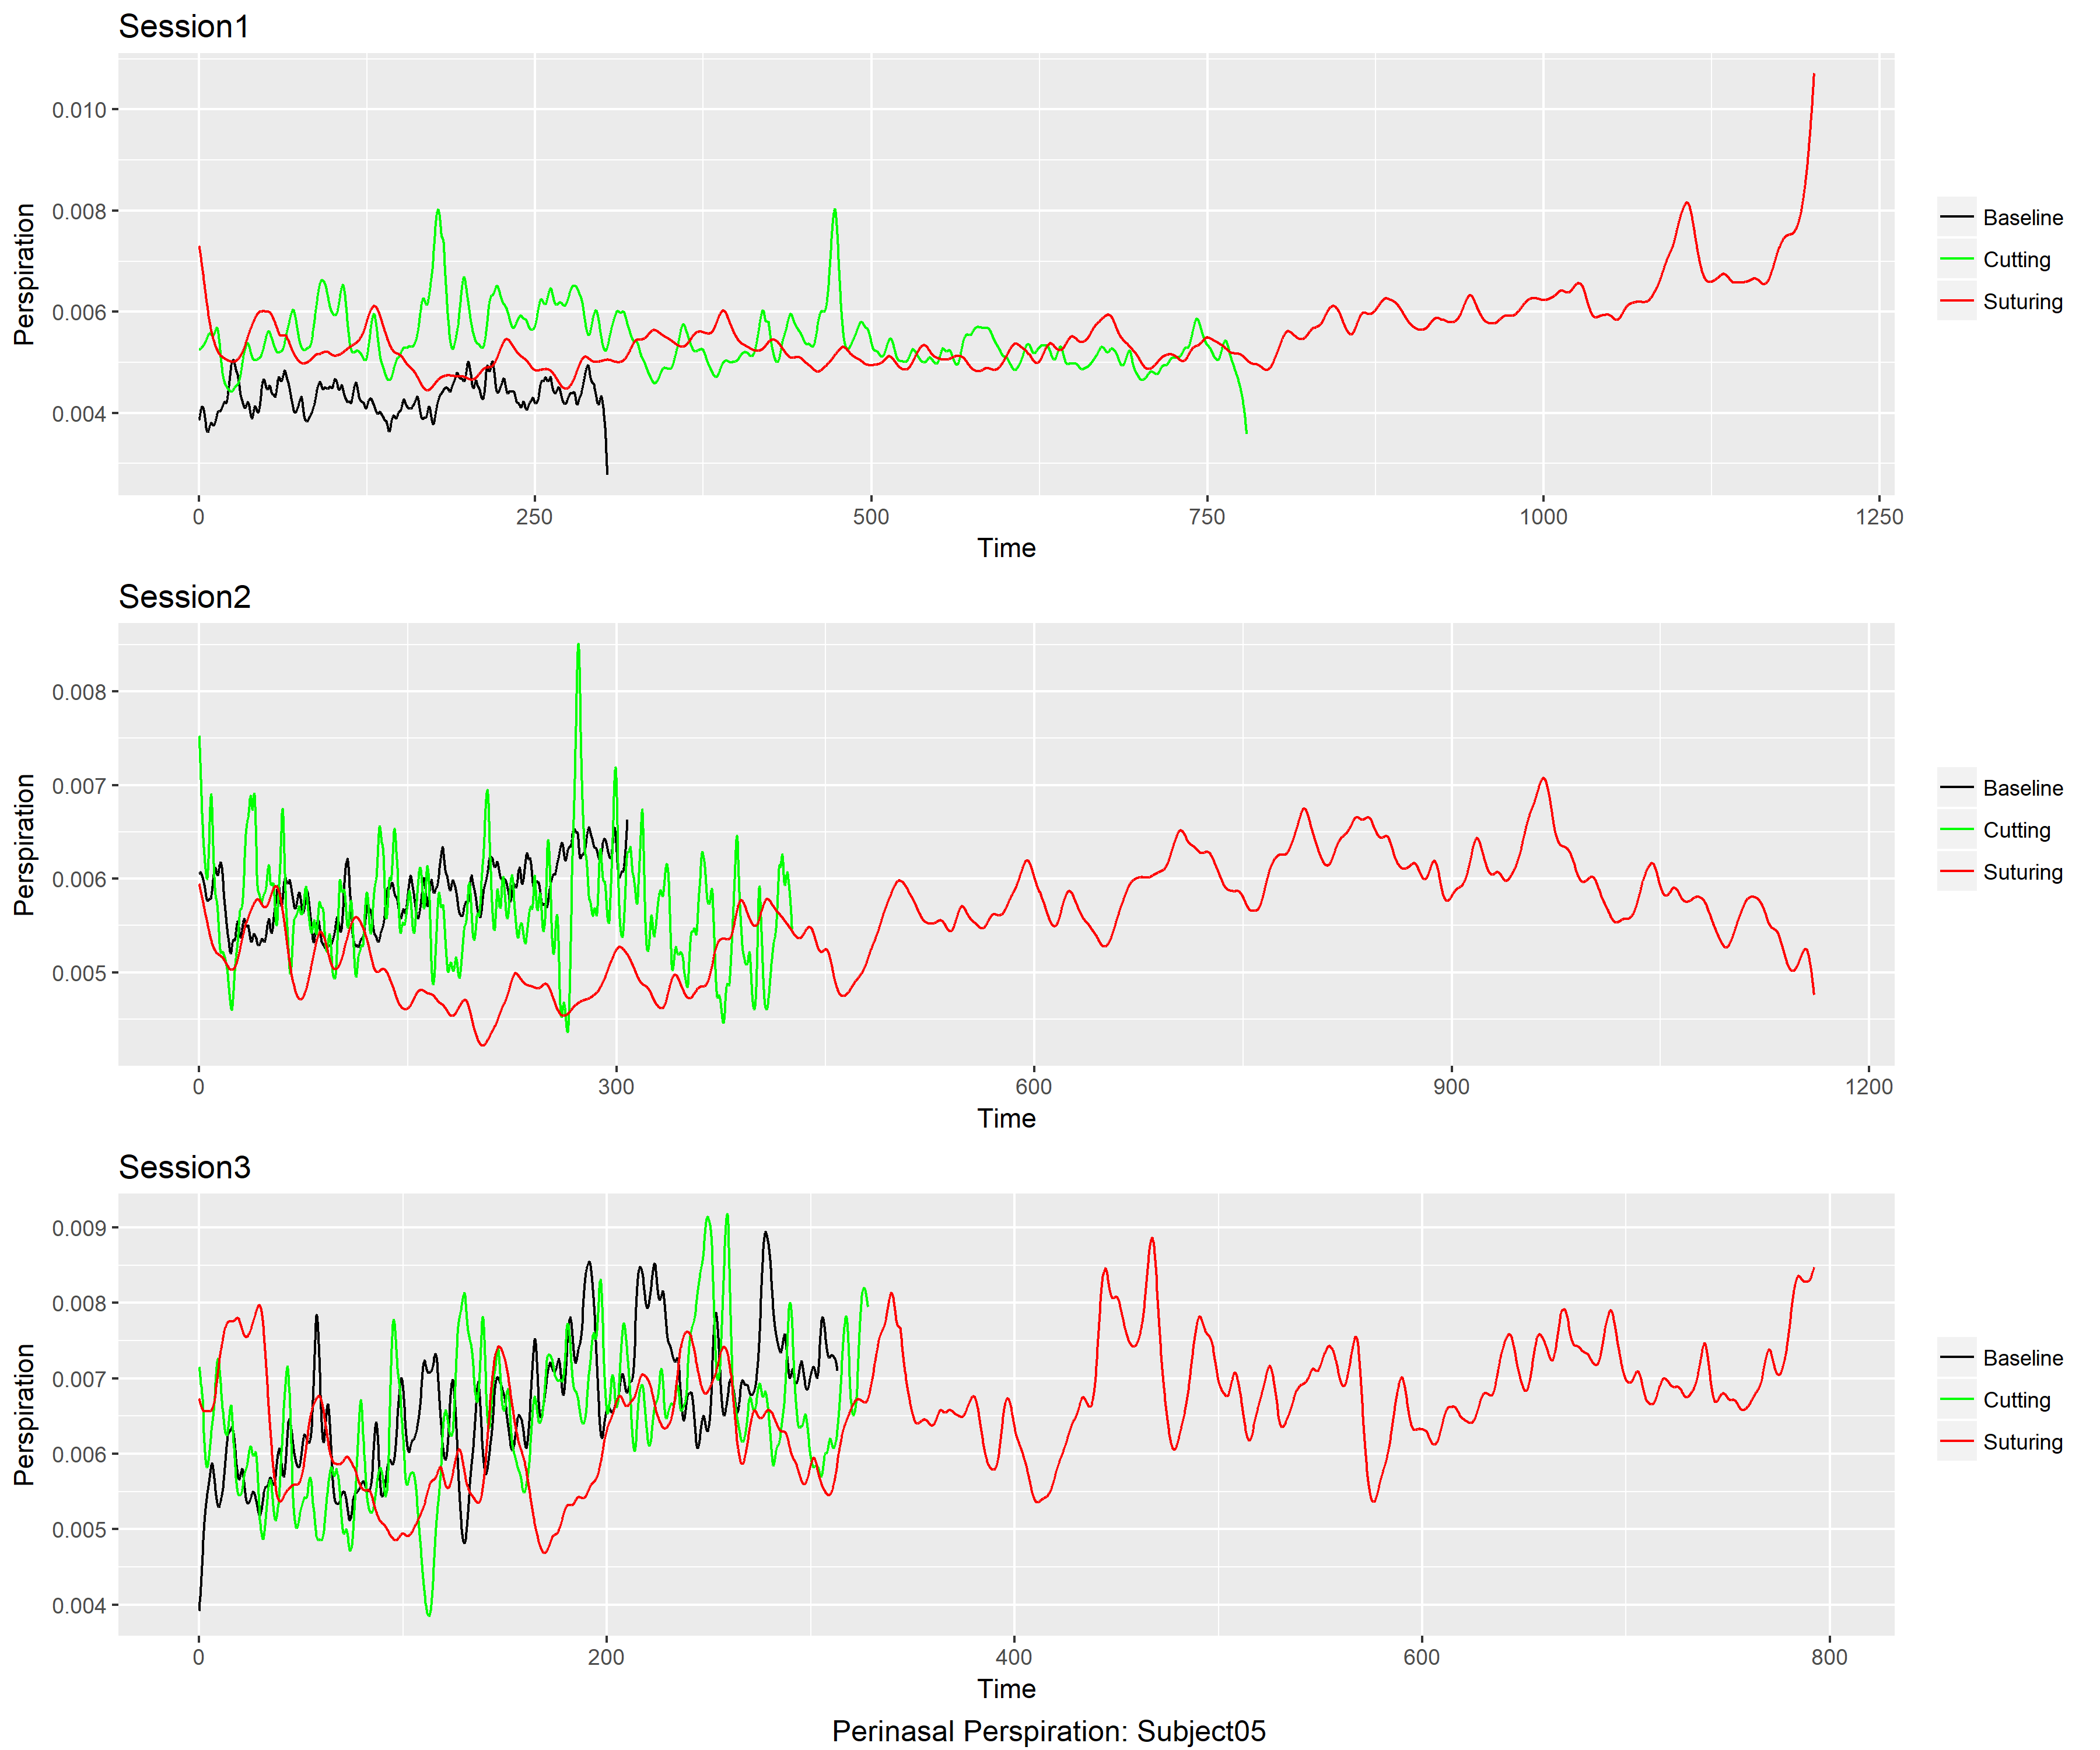 Session1
Perspiration
0.010
0.008
0.006
0.004
0 250 500 750 1000 1250
Time
Baseline
Cutting
Suturing
Session2
Perspiration
0.008
0.007
0.006
0.005
0 300 600 900 1200
Time
Baseline
Cutting
Suturing
Session3
Perspiration
0.009
0.008
0.007
0.006
0.005
0.004
0 200 400 600 800
Time
Baseline
Cutting
Suturing
Perinasal Perspiration: Subject05